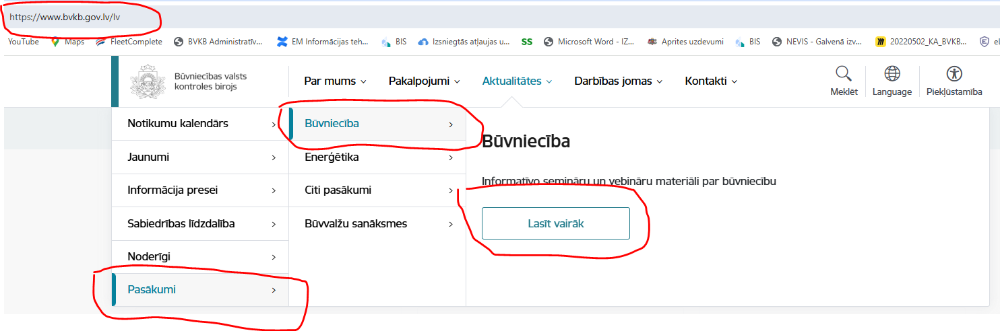 https://www.bvkb.gov.lv/lv
YouTube Maps FleetComplete BVKB Administratīv... EM Informācijas teh... BIS Izsniegtās atļaujas u... SS Microsoft Word - IZ... Aprites uzdevumi BIS NEVIS - Galvenā izv... 20220502_KA_BVKB... el
Būvniecības valsts
kontroles birojs
Par mums Pakalpojumi Aktualitātes Darbības jomas Kontakti
Meklēt Language Piekļūstamība
Notikumu kalendārs
Jaunumi
Informācija presei
Sabiedrības līdzdalība
Noderīgi
Pasākumi
Būvniecība
Enerģētika
Citi pasākumi
Būvvalžu sanāksmes
Būvniecība
Informatīvo semināru un vebināru materiāli par būvniecību
Lasīt vairāk